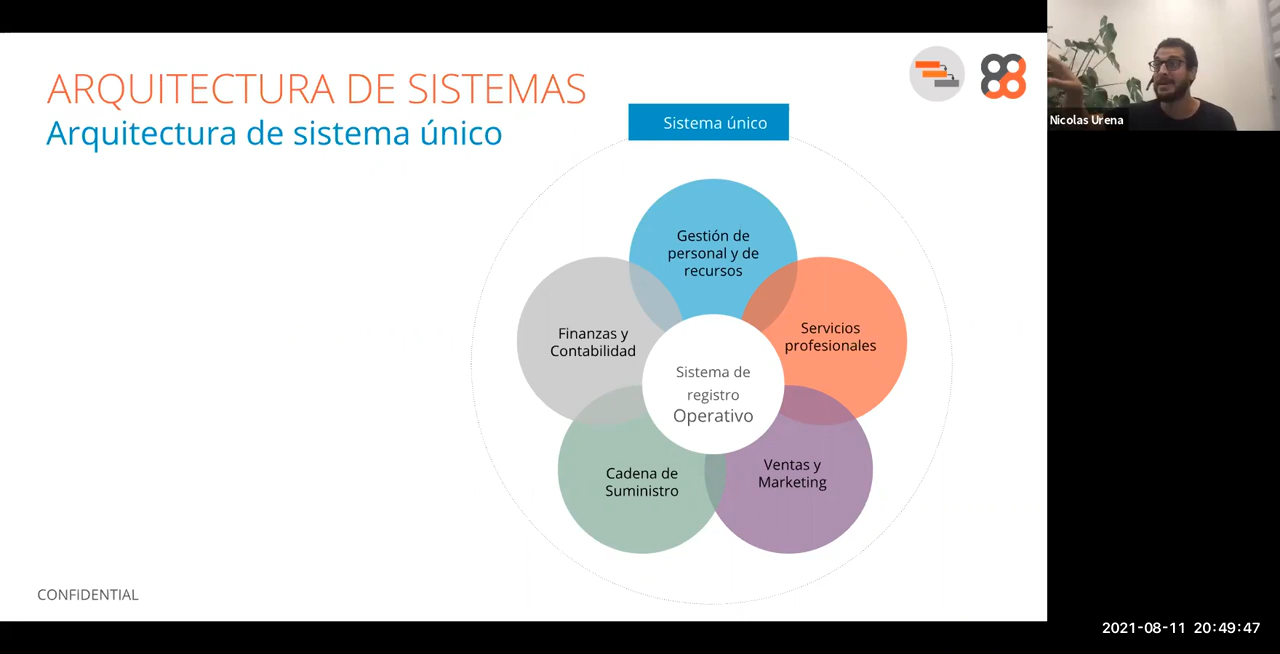 ARQUITECTURA DE SISTEMAS
Arquitectura de sistema único
88
Nicolas Urena
Sistema único
Gestión de
personal y de
recursos
Finanzas y
Contabilidad
Servicios
profesionales
Sistema de
registro
Operativo
Cadena de
Suministro
Ventas y
Marketing
CONFIDENTIAL
2021-08-11 20:49:47